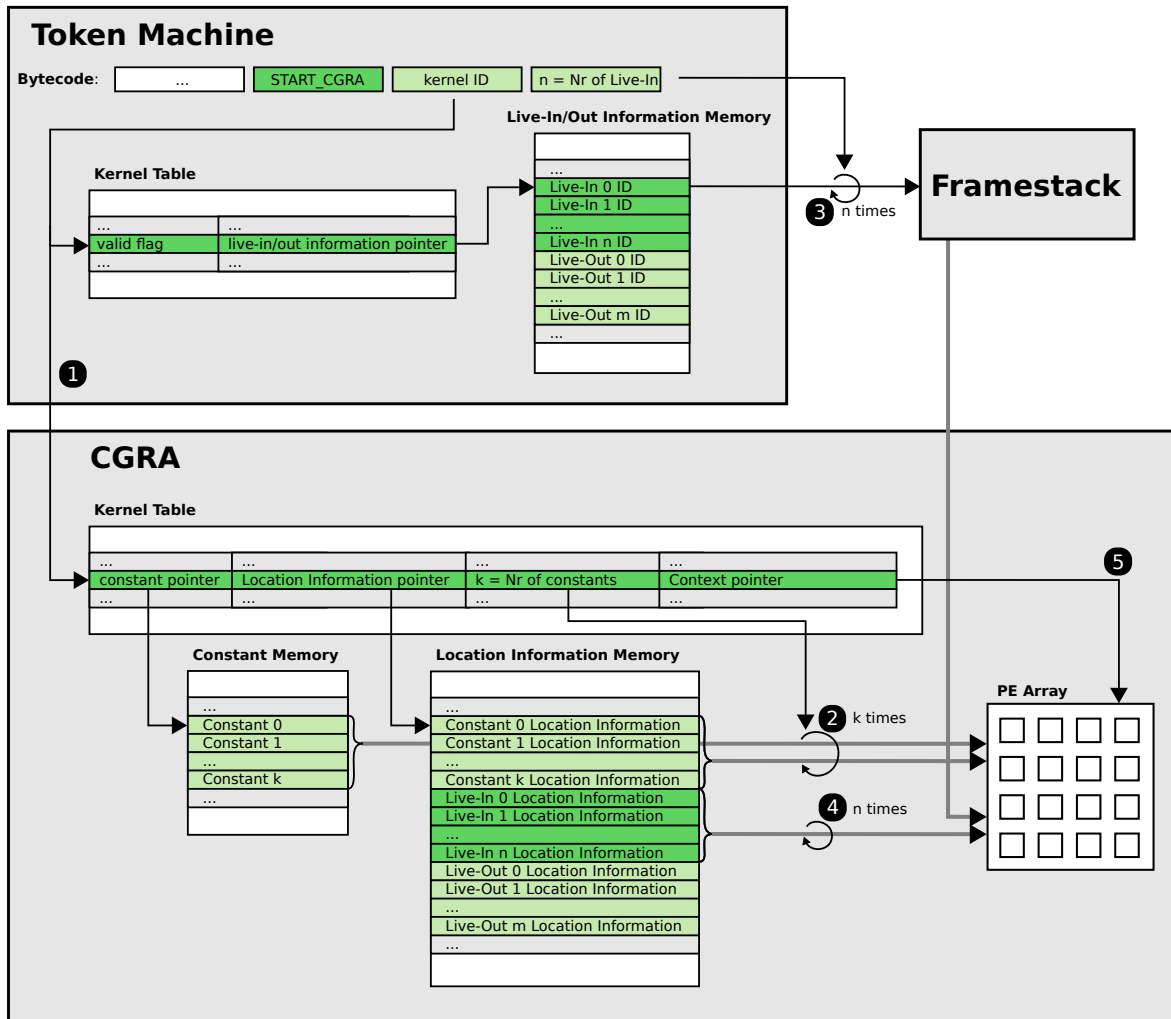 Token Machine
Bytecode: ... START_CGRA kernel ID n = Nr of Live-In
Live-In/Out Information Memory
Kernel Table
... ...
valid flag live-in/out information pointer
... ...
...
Live-In 0 ID
Live-In 1 ID
...
Live-In n ID
Live-Out 0 ID
Live-Out 1 ID
...
Live-Out m ID
...
3 n times
Framestack
1
CGRA
Kernel Table
... ... ... ...
constant pointer Location Information pointer k = Nr of constants Context pointer
... ... ... ...
5
Constant Memory
...
Constant 0
Constant 1
...
Constant k
...
Location Information Memory
...
Constant 0 Location Information
Constant 1 Location Information
...
Constant k Location Information
Live-In 0 Location Information
Live-In 1 Location Information
...
Live-In n Location Information
Live-Out 0 Location Information
Live-Out 1 Location Information
...
Live-Out m Location Information
...
2 k times
4 n times
PE Array